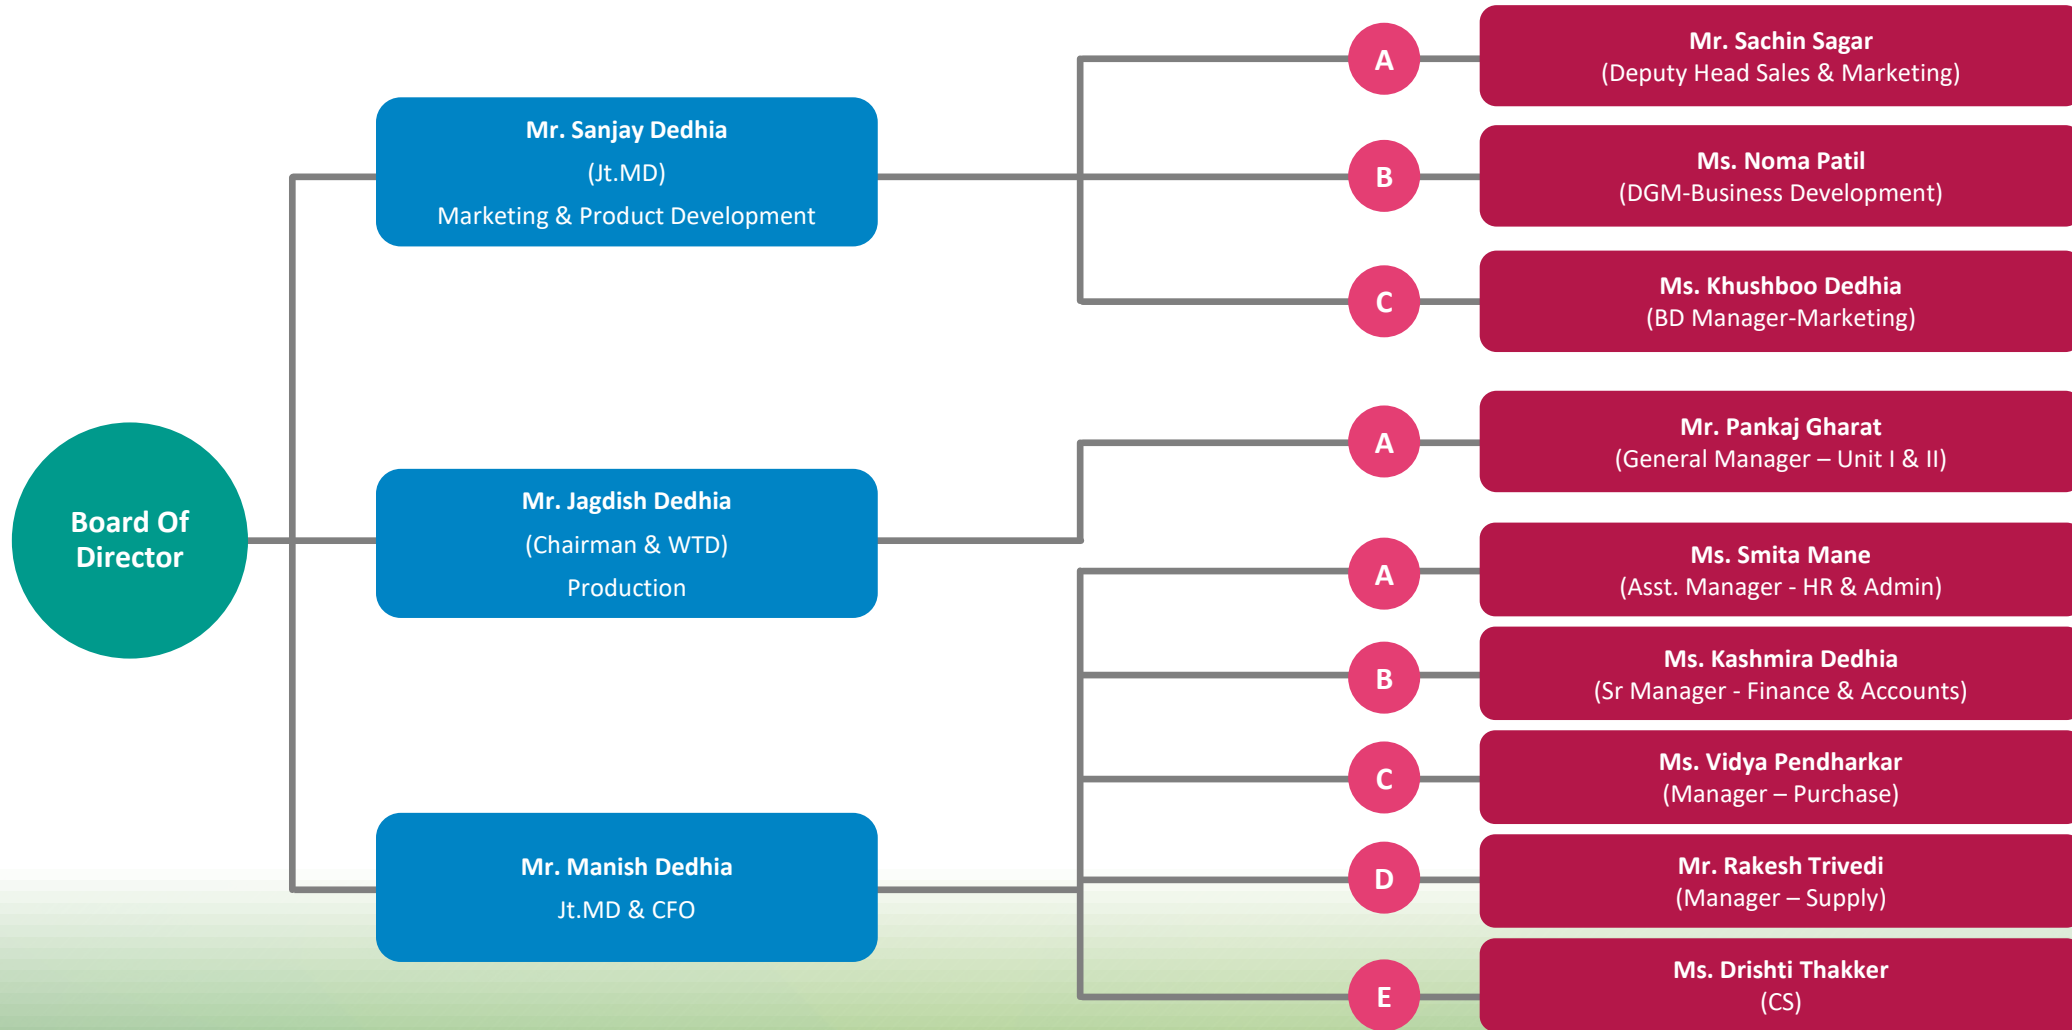 Board Of
Director
Mr. Sanjay Dedhia
(Jt.MD)
Marketing & Product Development
A
Mr. Sachin Sagar
(Deputy Head Sales & Marketing)
B
Ms. Noma Patil
(DGM-Business Development)
C
Ms. Khushboo Dedhia
(BD Manager-Marketing)
Mr. Jagdish Dedhia
(Chairman & WTD)
Production
A
Mr. Pankaj Gharat
(General Manager – Unit I & II)
Mr. Manish Dedhia
Jt.MD & CFO
A
Ms. Smita Mane
(Asst. Manager - HR & Admin)
B
Ms. Kashmira Dedhia
(Sr Manager - Finance & Accounts)
C
Ms. Vidya Pendharkar
(Manager – Purchase)
D
Mr. Rakesh Trivedi
(Manager – Supply)
E
Ms. Drishti Thakker
(CS)